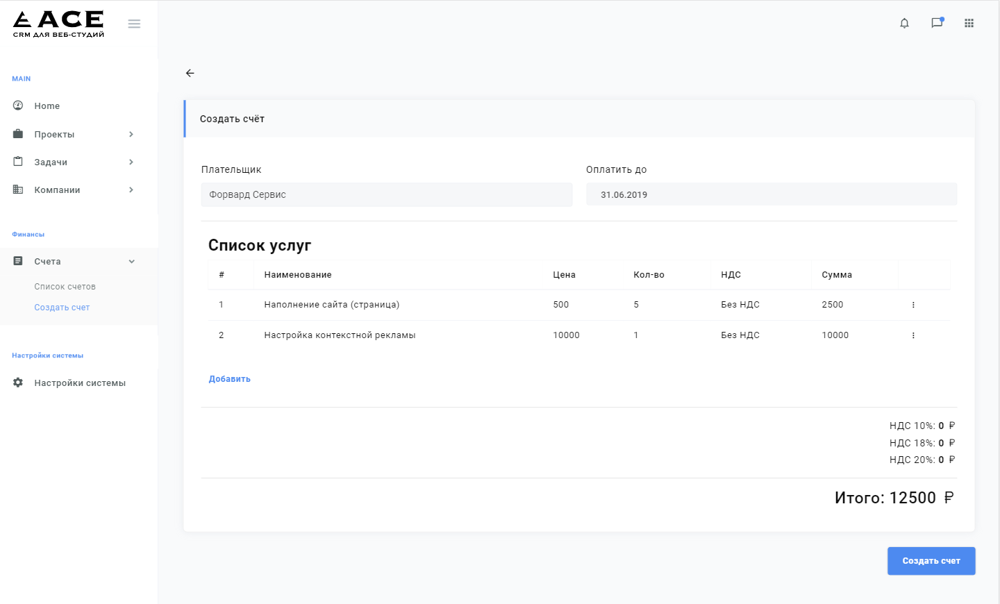 ACE
CRM ДЛЯ ВЕБ-СТУДИЙ
MAIN
Home
Проекты
Задачи
Компании
Финансы
Счета
Список счетов
Создать счет
Настройки системы
Настройки системы
Создать счёт
Плательщик Оплатить до
Форвард Сервис 31.06.2019
Список услуг
# Наименование Цена Кол-во НДС Сумма
1 Наполнение сайта (страница) 500 5 Без НДС 2500
2 Настройка контекстной рекламы 10000 1 Без НДС 10000
Добавить
НДС 10%: 0 ₽
НДС 18%: 0 ₽
НДС 20%: 0 ₽
Итого: 12500 ₽
Создать счет